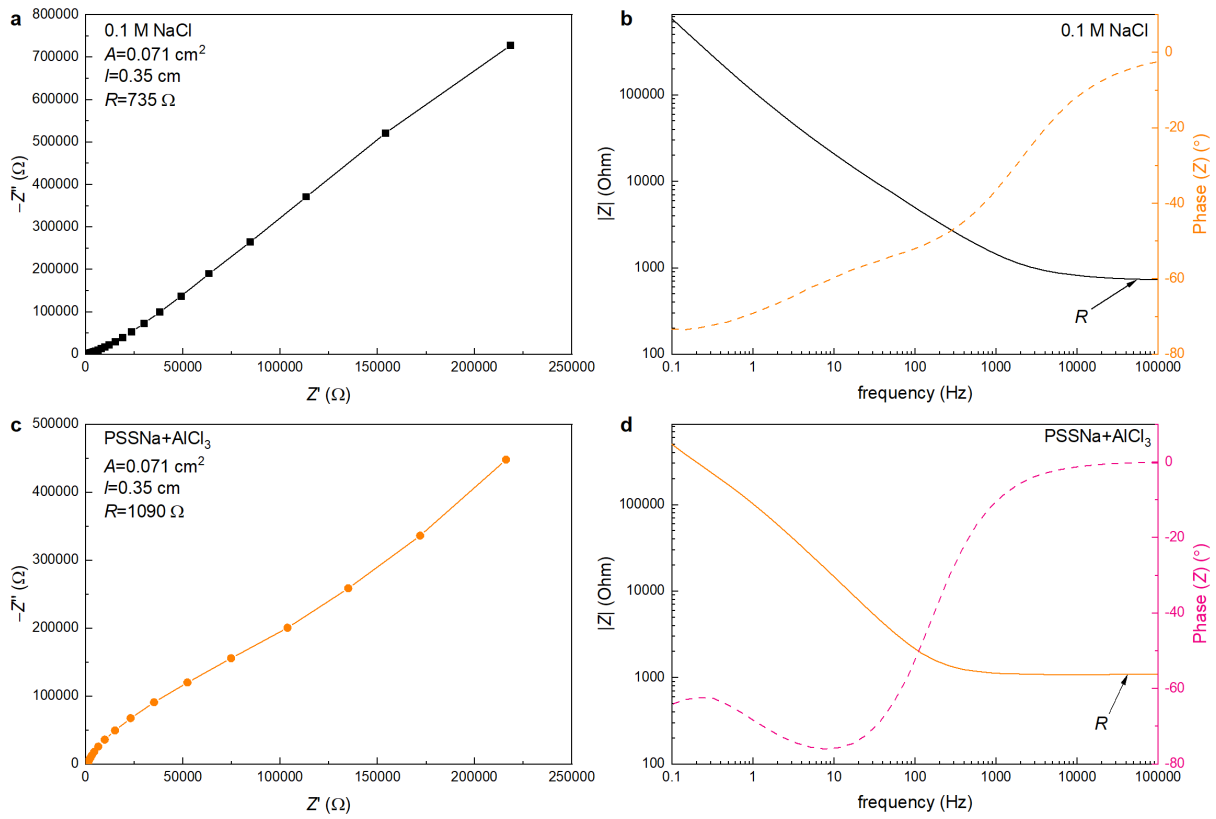 a
0.1 M NaCl
A=0.071 cm²
l=0.35 cm
R=735 Ω
800000
700000
600000
500000
400000
300000
200000
100000
0
−Z'' (Ω)
0 50000 100000 150000 200000 250000
Z' (Ω)
b
0.1 M NaCl
100000
10000
1000
100
|Z| (Ohm)
0
-20
-40
-60
-80
Phase (Z) (°)
R
0.1 1 10 100 1000 10000 100000
frequency (Hz)
c
PSSNa+AlCl₃
A=0.071 cm²
l=0.35 cm
R=1090 Ω
500000
400000
300000
200000
100000
0
−Z'' (Ω)
0 50000 100000 150000 200000 250000
Z' (Ω)
d
PSSNa+AlCl₃
100000
10000
1000
100
|Z| (Ohm)
0
-20
-40
-60
-80
Phase (Z) (°)
R
0.1 1 10 100 1000 10000 100000
frequency (Hz)